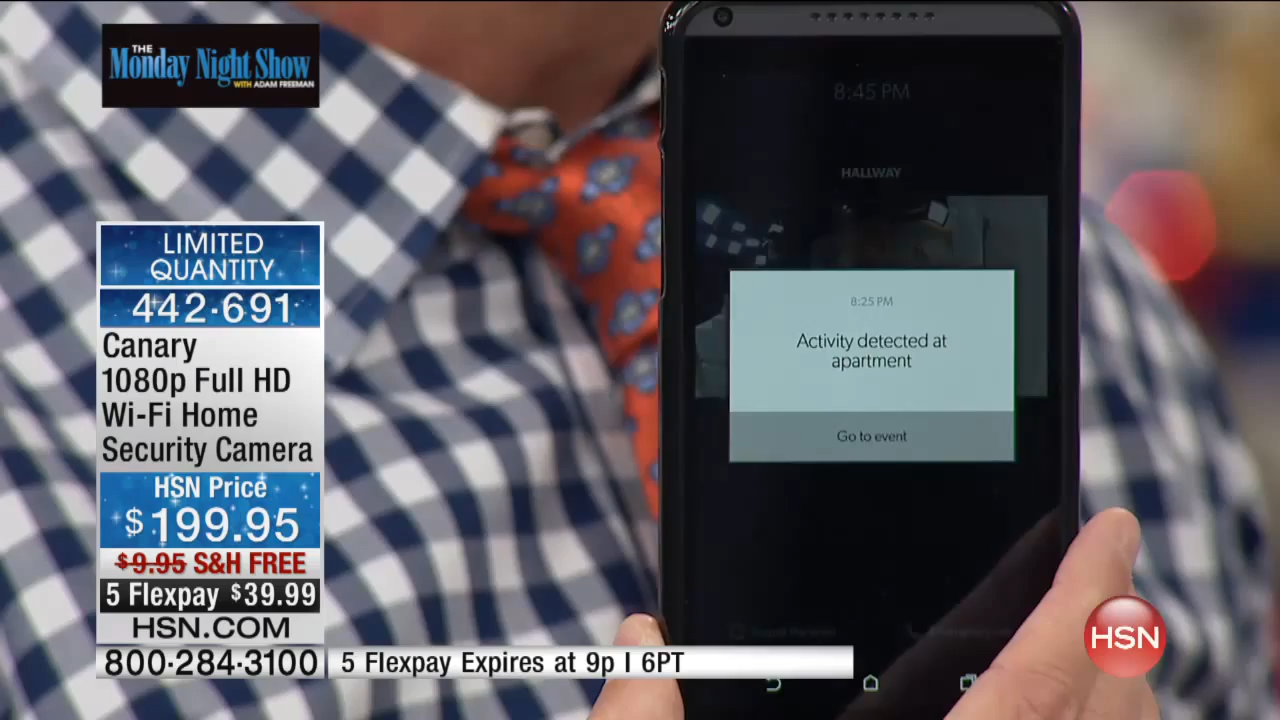 THE
Monday Night Show
WITH ADAM FREEMAN
LIMITED
QUANTITY
442-691
Canary
1080p Full HD
Wi-Fi Home
Security Camera
HSN Price
$199.95
$9.95 S&H FREE
5 Flexpay $39.99
HSN.COM
800-284-3100
5 Flexpay Expires at 9p | 6PT
8:45 PM
HALLWAY
8:25 PM
Activity detected at
apartment
Go to event
HSN